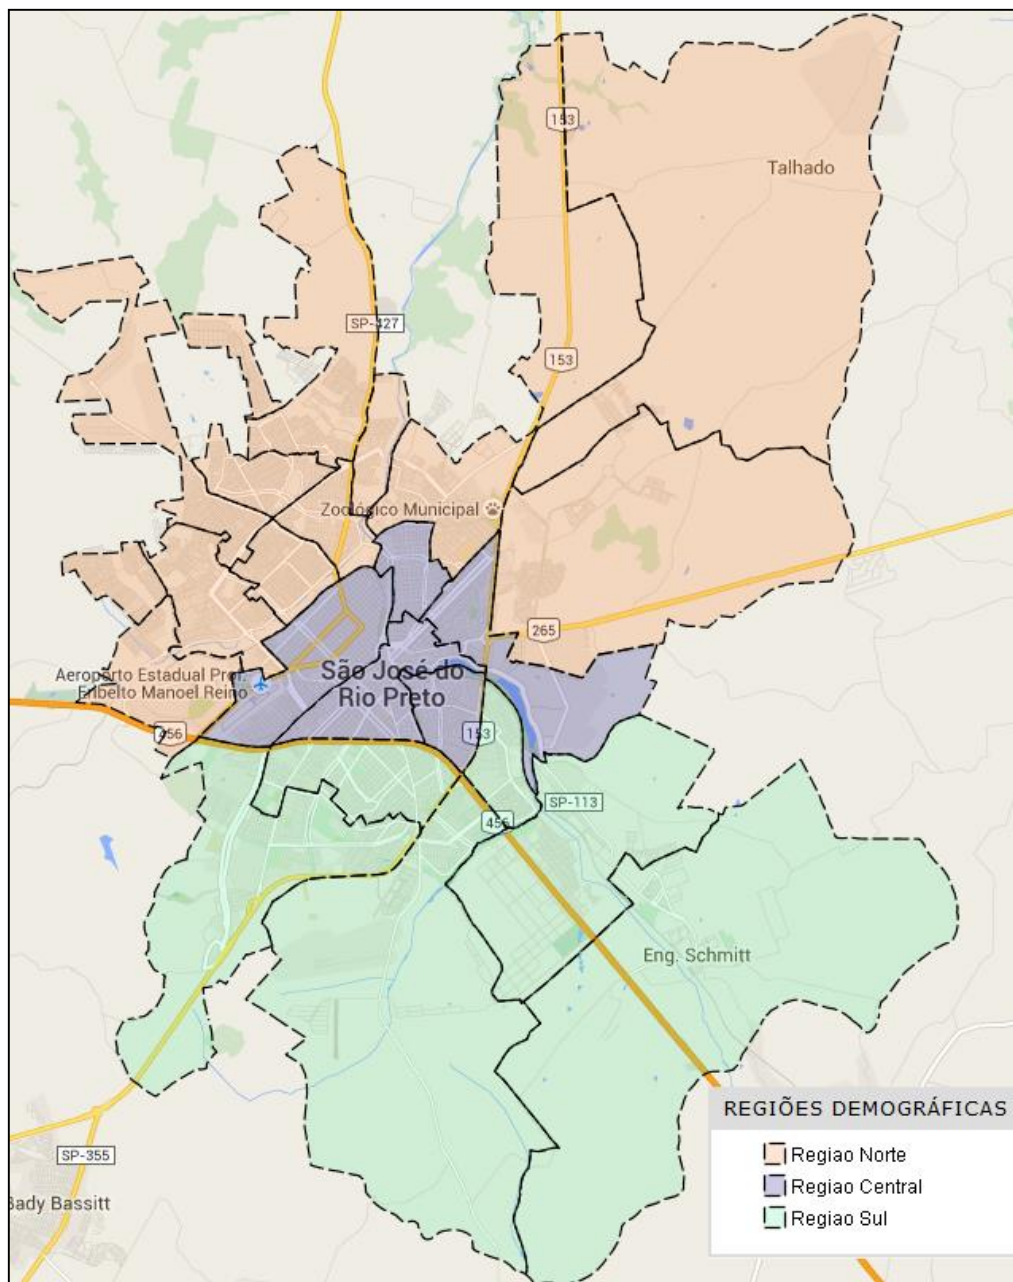 153
Talhado
SP-427
153
Zoológico Municipal
265
Aeroporto Estadual Prof.
Eribelto Manoel Reino
São José do
Rio Preto
456
153
SP-113
456
Eng. Schmitt
REGIÕES DEMOGRÁFICAS
Regiao Norte
Regiao Central
Regiao Sul
SP-355
Bady Bassitt